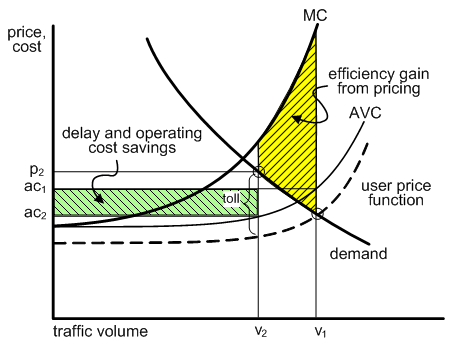 MC
price,
cost
efficiency gain
from pricing
AVC
delay and operating
cost savings
p2
ac1
toll
user price
function
ac2
demand
traffic volume
v2
v1